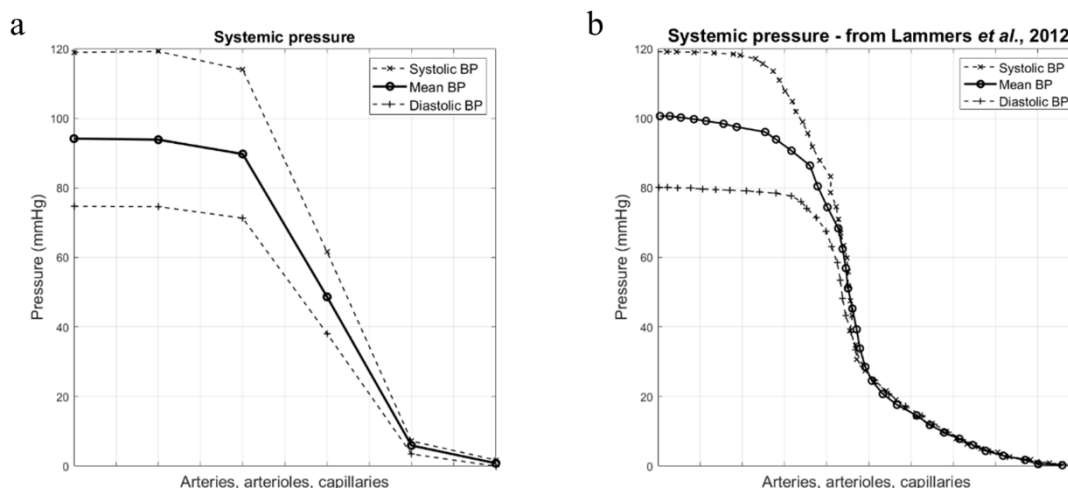 a
Systemic pressure
120
100
80
60
40
20
0
Pressure (mmHg)
Systolic BP
Mean BP
Diastolic BP
Arteries, arterioles, capillaries
b
Systemic pressure - from Lammers et al., 2012
120
100
80
60
40
20
0
Pressure (mmHg)
Systolic BP
Mean BP
Diastolic BP
Arteries, arterioles, capillaries